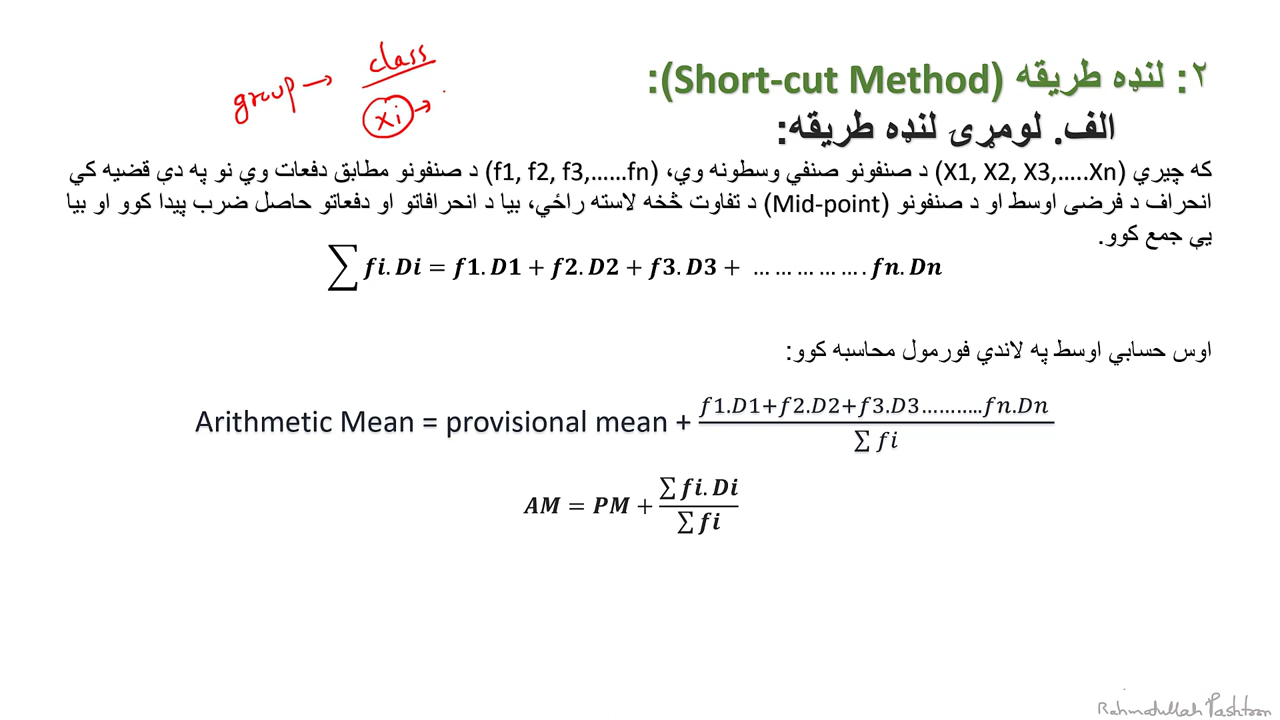 group → class
xi →
۲: لنډه طریقه (Short-cut Method):
الف. لومړۍ لنډه طریقه:
که چیري (X1, X2, X3,.....Xn) د صنفونو صنفي وسطونه وي، (f1, f2, f3,......fn) د صنفونو مطابق دفعات وي نو په دې قضیه کي
انحراف د فرضی اوسط او د صنفونو (Mid-point) د تفاوت څخه لاسته راځي، بیا د انحرافاتو او دفعاتو حاصل ضرب پیدا کوو او بیا
یې جمع کوو.
∑ fi. Di = f1. D1 + f2. D2 + f3. D3 + … … … … … . fn. Dn
اوس حسابي اوسط په لاندي فورمول محاسبه کوو:
Arithmetic Mean = provisional mean + f1.D1+f2.D2+f3.D3………..fn.Dn / ∑ fi
AM = PM + ∑ fi. Di / ∑ fi
Rahmatullah Pashtoon